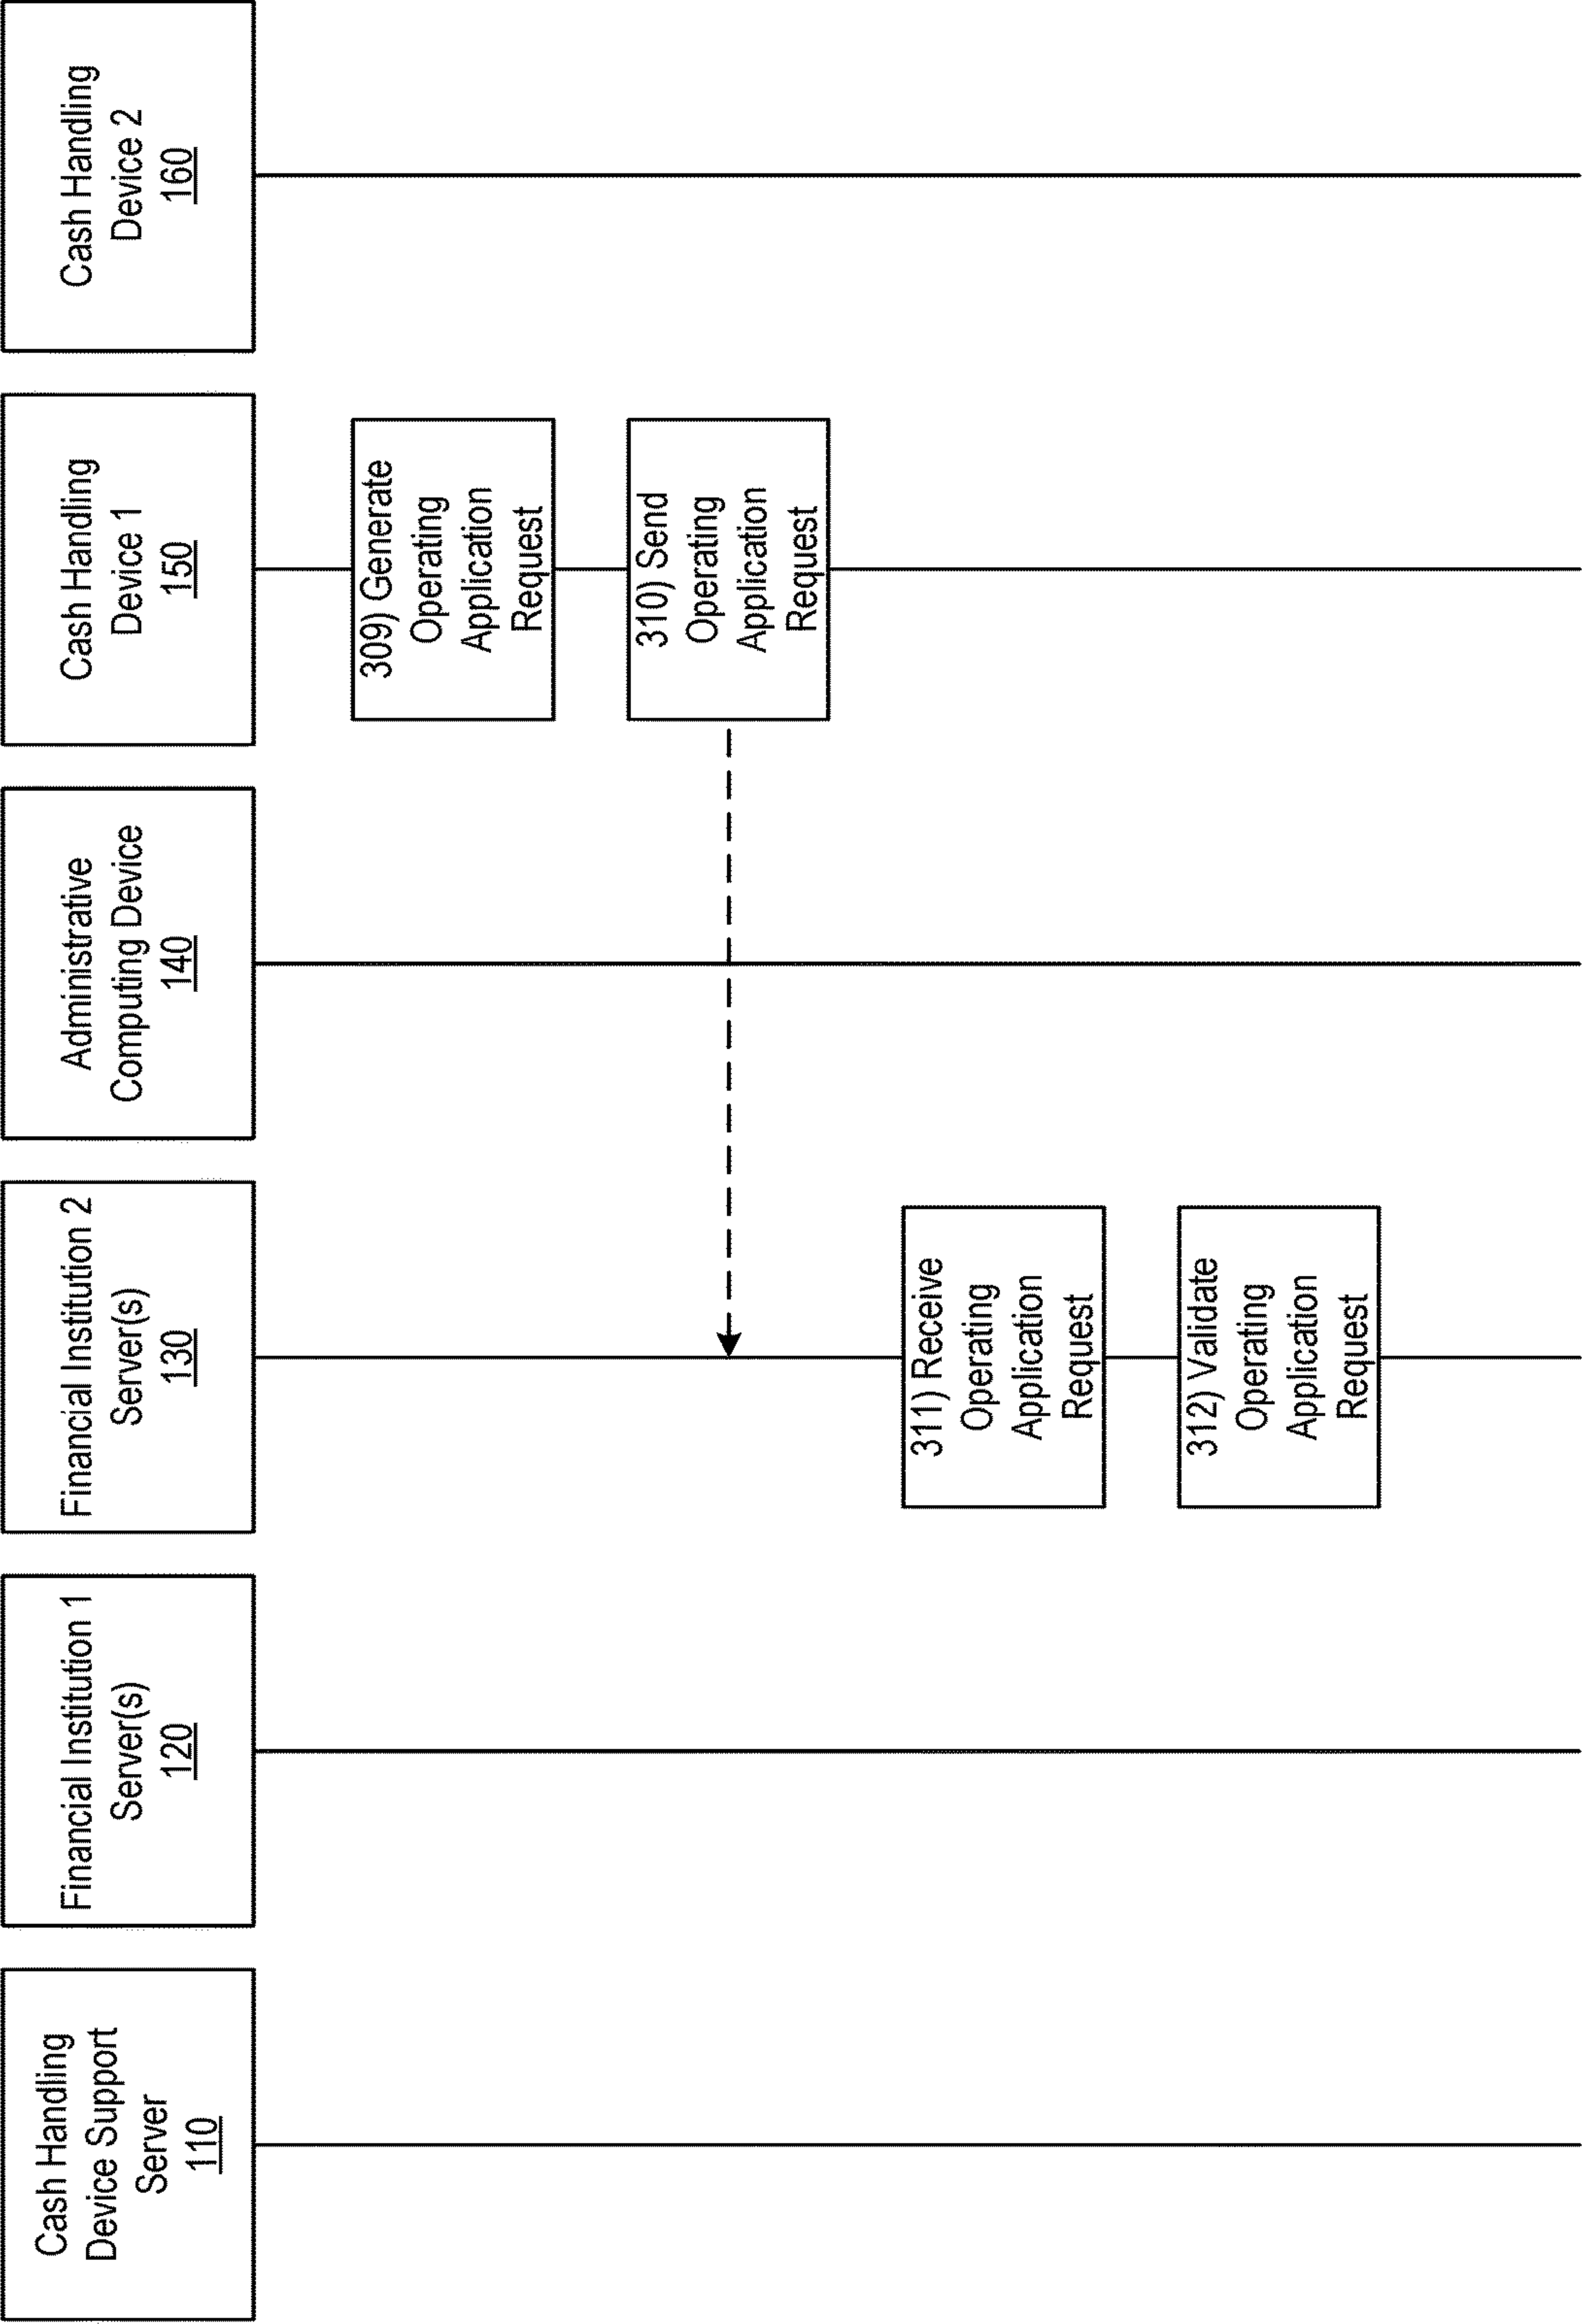 Cash Handling
Device Support
Server
110
Financial Institution 1
Server(s)
120
Financial Institution 2
Server(s)
130
Administrative
Computing Device
140
Cash Handling
Device 1
150
Cash Handling
Device 2
160
309) Generate
Operating
Application
Request
310) Send
Operating
Application
Request
311) Receive
Operating
Application
Request
312) Validate
Operating
Application
Request